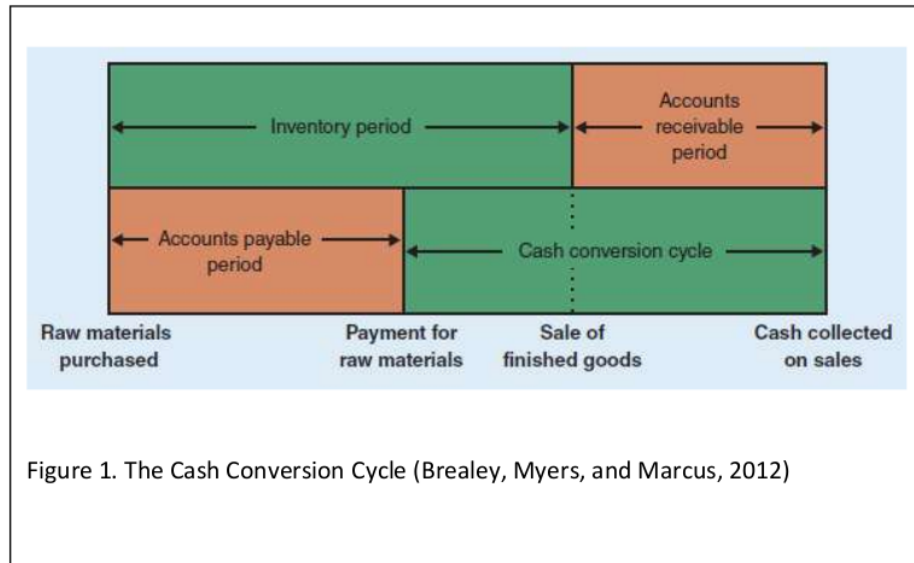 Inventory period
Accounts
receivable
period
Accounts payable
period
Cash conversion cycle
Raw materials
purchased
Payment for
raw materials
Sale of
finished goods
Cash collected
on sales
Figure 1. The Cash Conversion Cycle (Brealey, Myers, and Marcus, 2012)